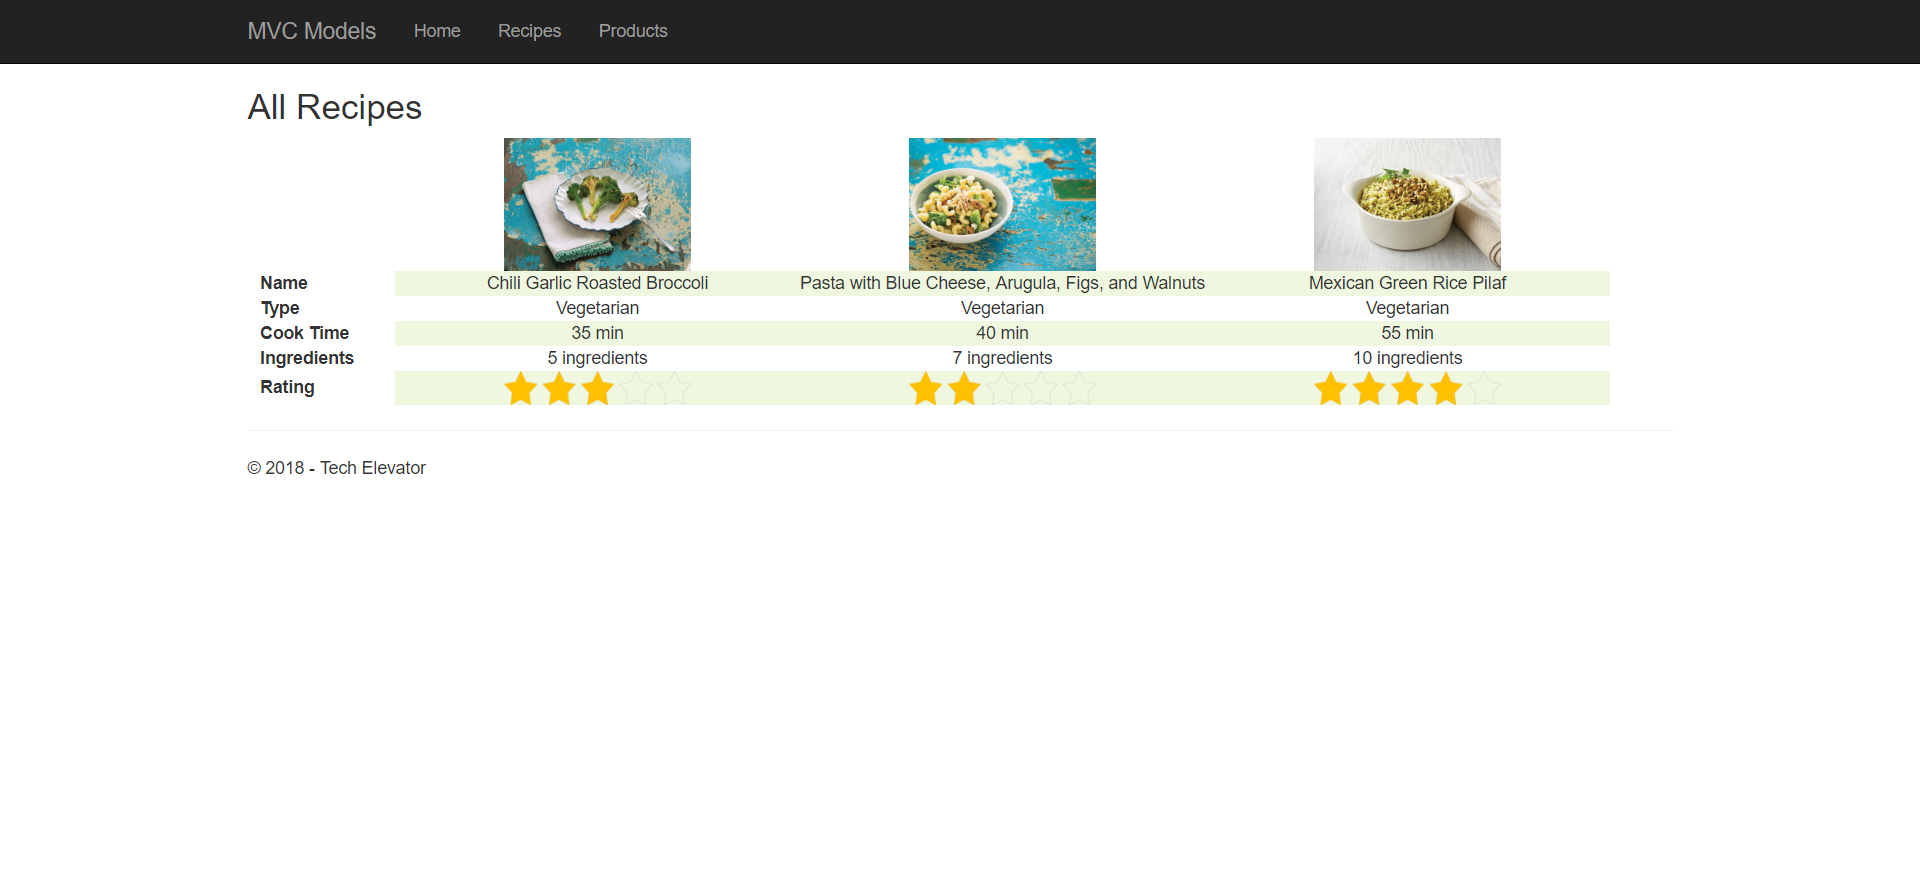 MVC Models Home Recipes Products
All Recipes
Name Chili Garlic Roasted Broccoli Pasta with Blue Cheese, Arugula, Figs, and Walnuts Mexican Green Rice Pilaf
Type Vegetarian Vegetarian Vegetarian
Cook Time 35 min 40 min 55 min
Ingredients 5 ingredients 7 ingredients 10 ingredients
Rating
© 2018 - Tech Elevator